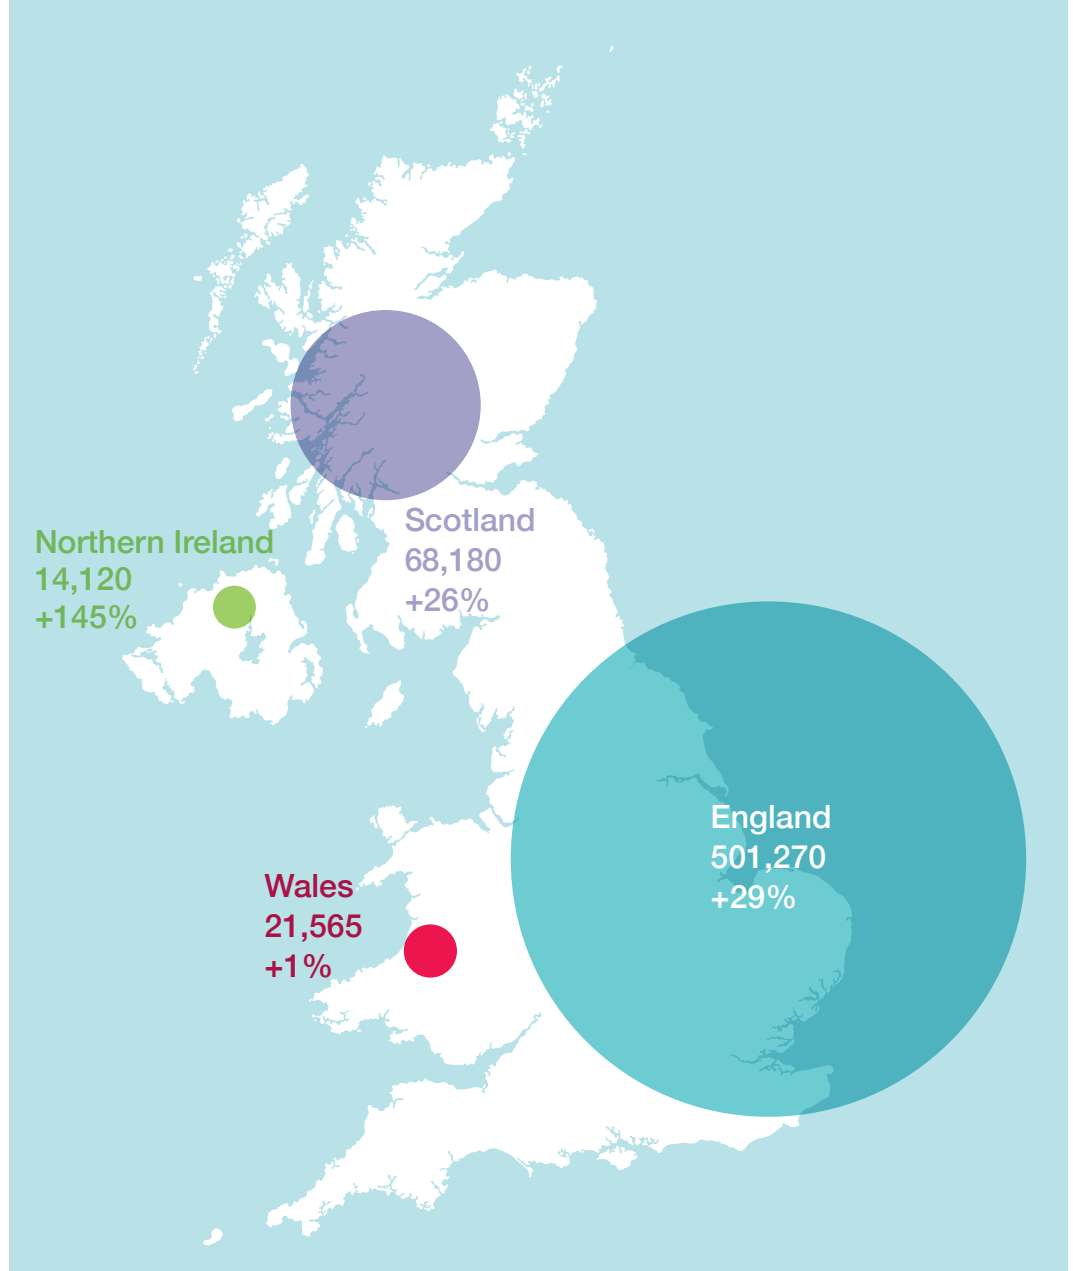 Scotland
68,180
+26%
Northern Ireland
14,120
+145%
England
501,270
+29%
Wales
21,565
+1%